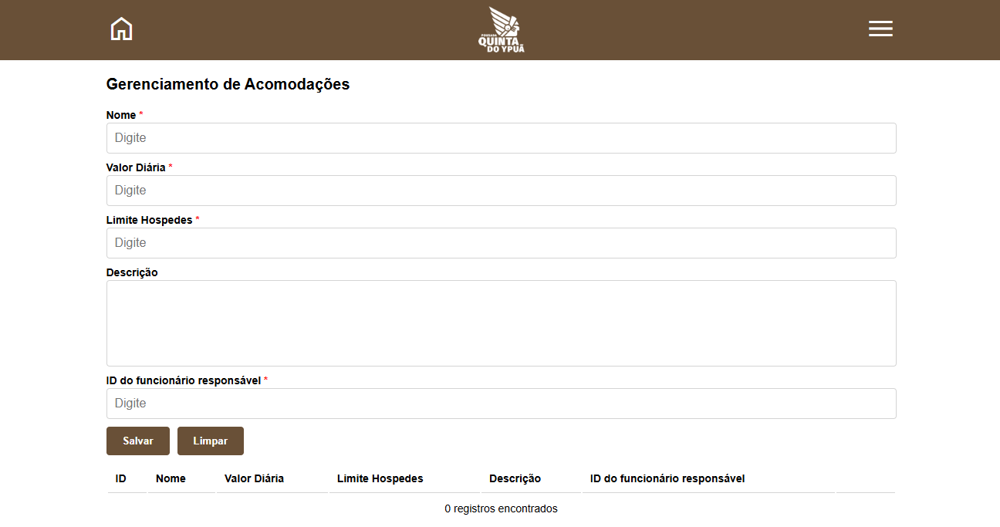 POUSADA
QUINTA
DO YPUÃ
Gerenciamento de Acomodações
Nome *
Digite
Valor Diária *
Digite
Limite Hospedes *
Digite
Descrição
ID do funcionário responsável *
Digite
Salvar Limpar
ID Nome Valor Diária Limite Hospedes Descrição ID do funcionário responsável
0 registros encontrados